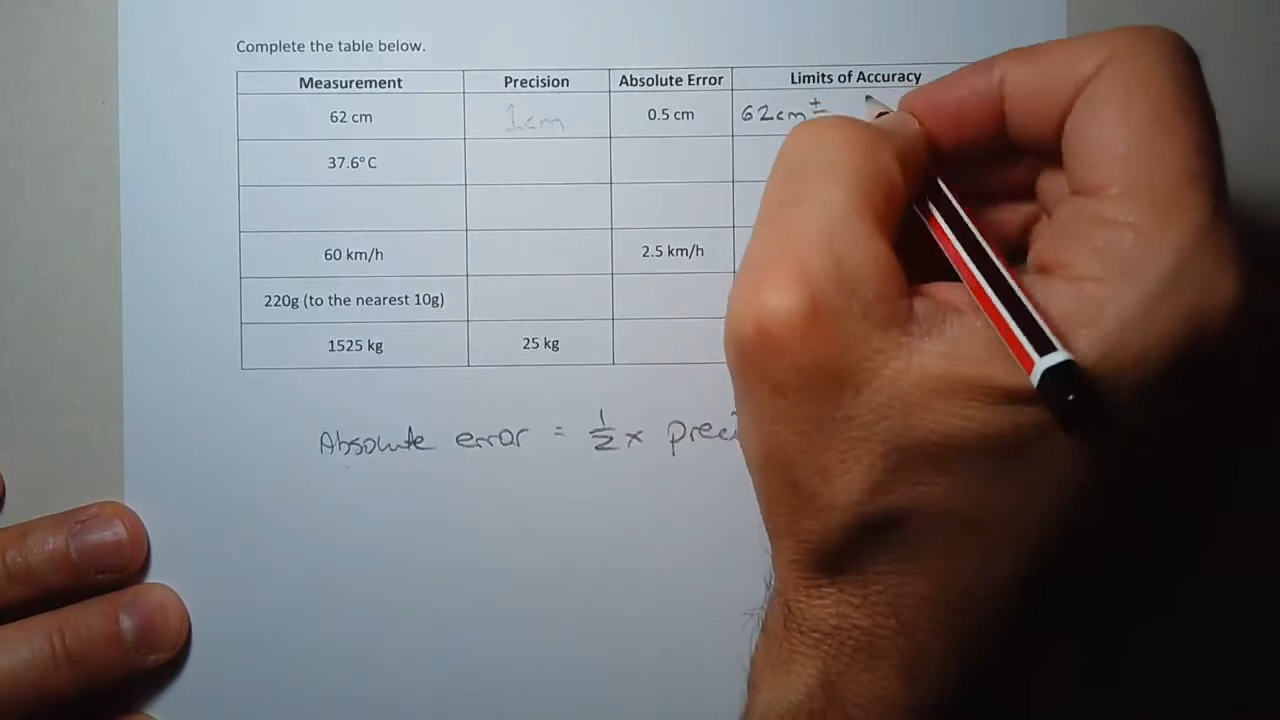 Complete the table below.
Measurement Precision Absolute Error Limits of Accuracy
62 cm 1cm 0.5 cm 62cm ±
37.6°C
60 km/h 2.5 km/h
220g (to the nearest 10g)
1525 kg 25 kg
Absolute error = 1/2 x